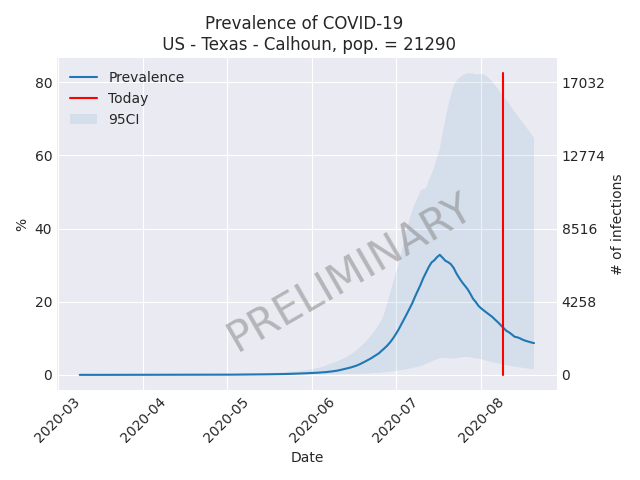 Prevalence of COVID-19
US - Texas - Calhoun, pop. = 21290
Prevalence
Today
95CI
80
60
40
20
0
%
17032
12774
8516
4258
0
# of infections
PRELIMINARY
2020-03
2020-04
2020-05
2020-06
2020-07
2020-08
Date